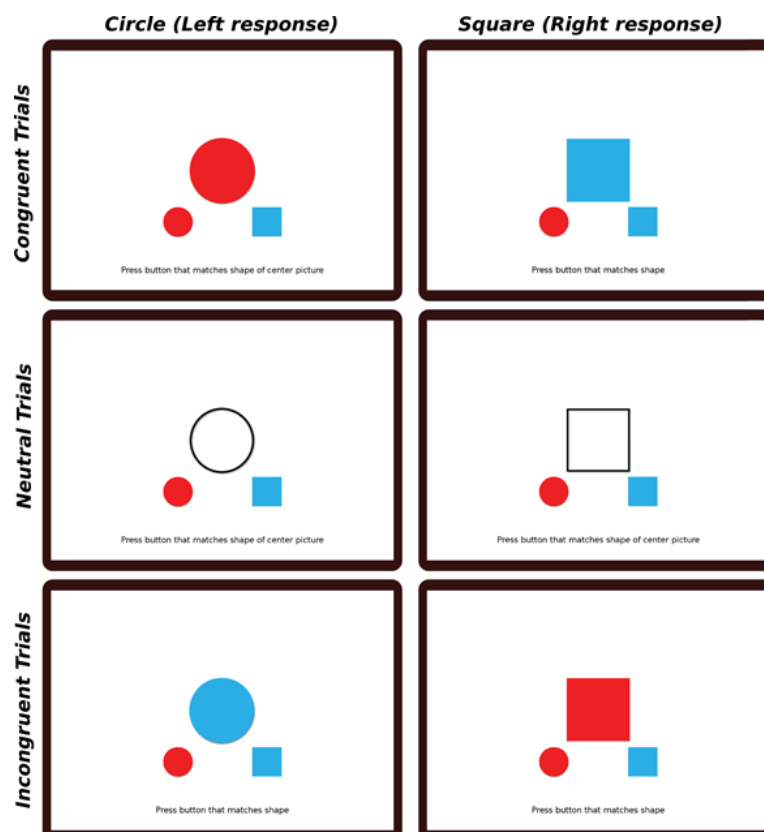 Circle (Left response)
Square (Right response)
Congruent Trials
Press button that matches shape of center picture
Press button that matches shape
Neutral Trials
Press button that matches shape of center picture
Press button that matches shape of center picture
Incongruent Trials
Press button that matches shape
Press button that matches shape